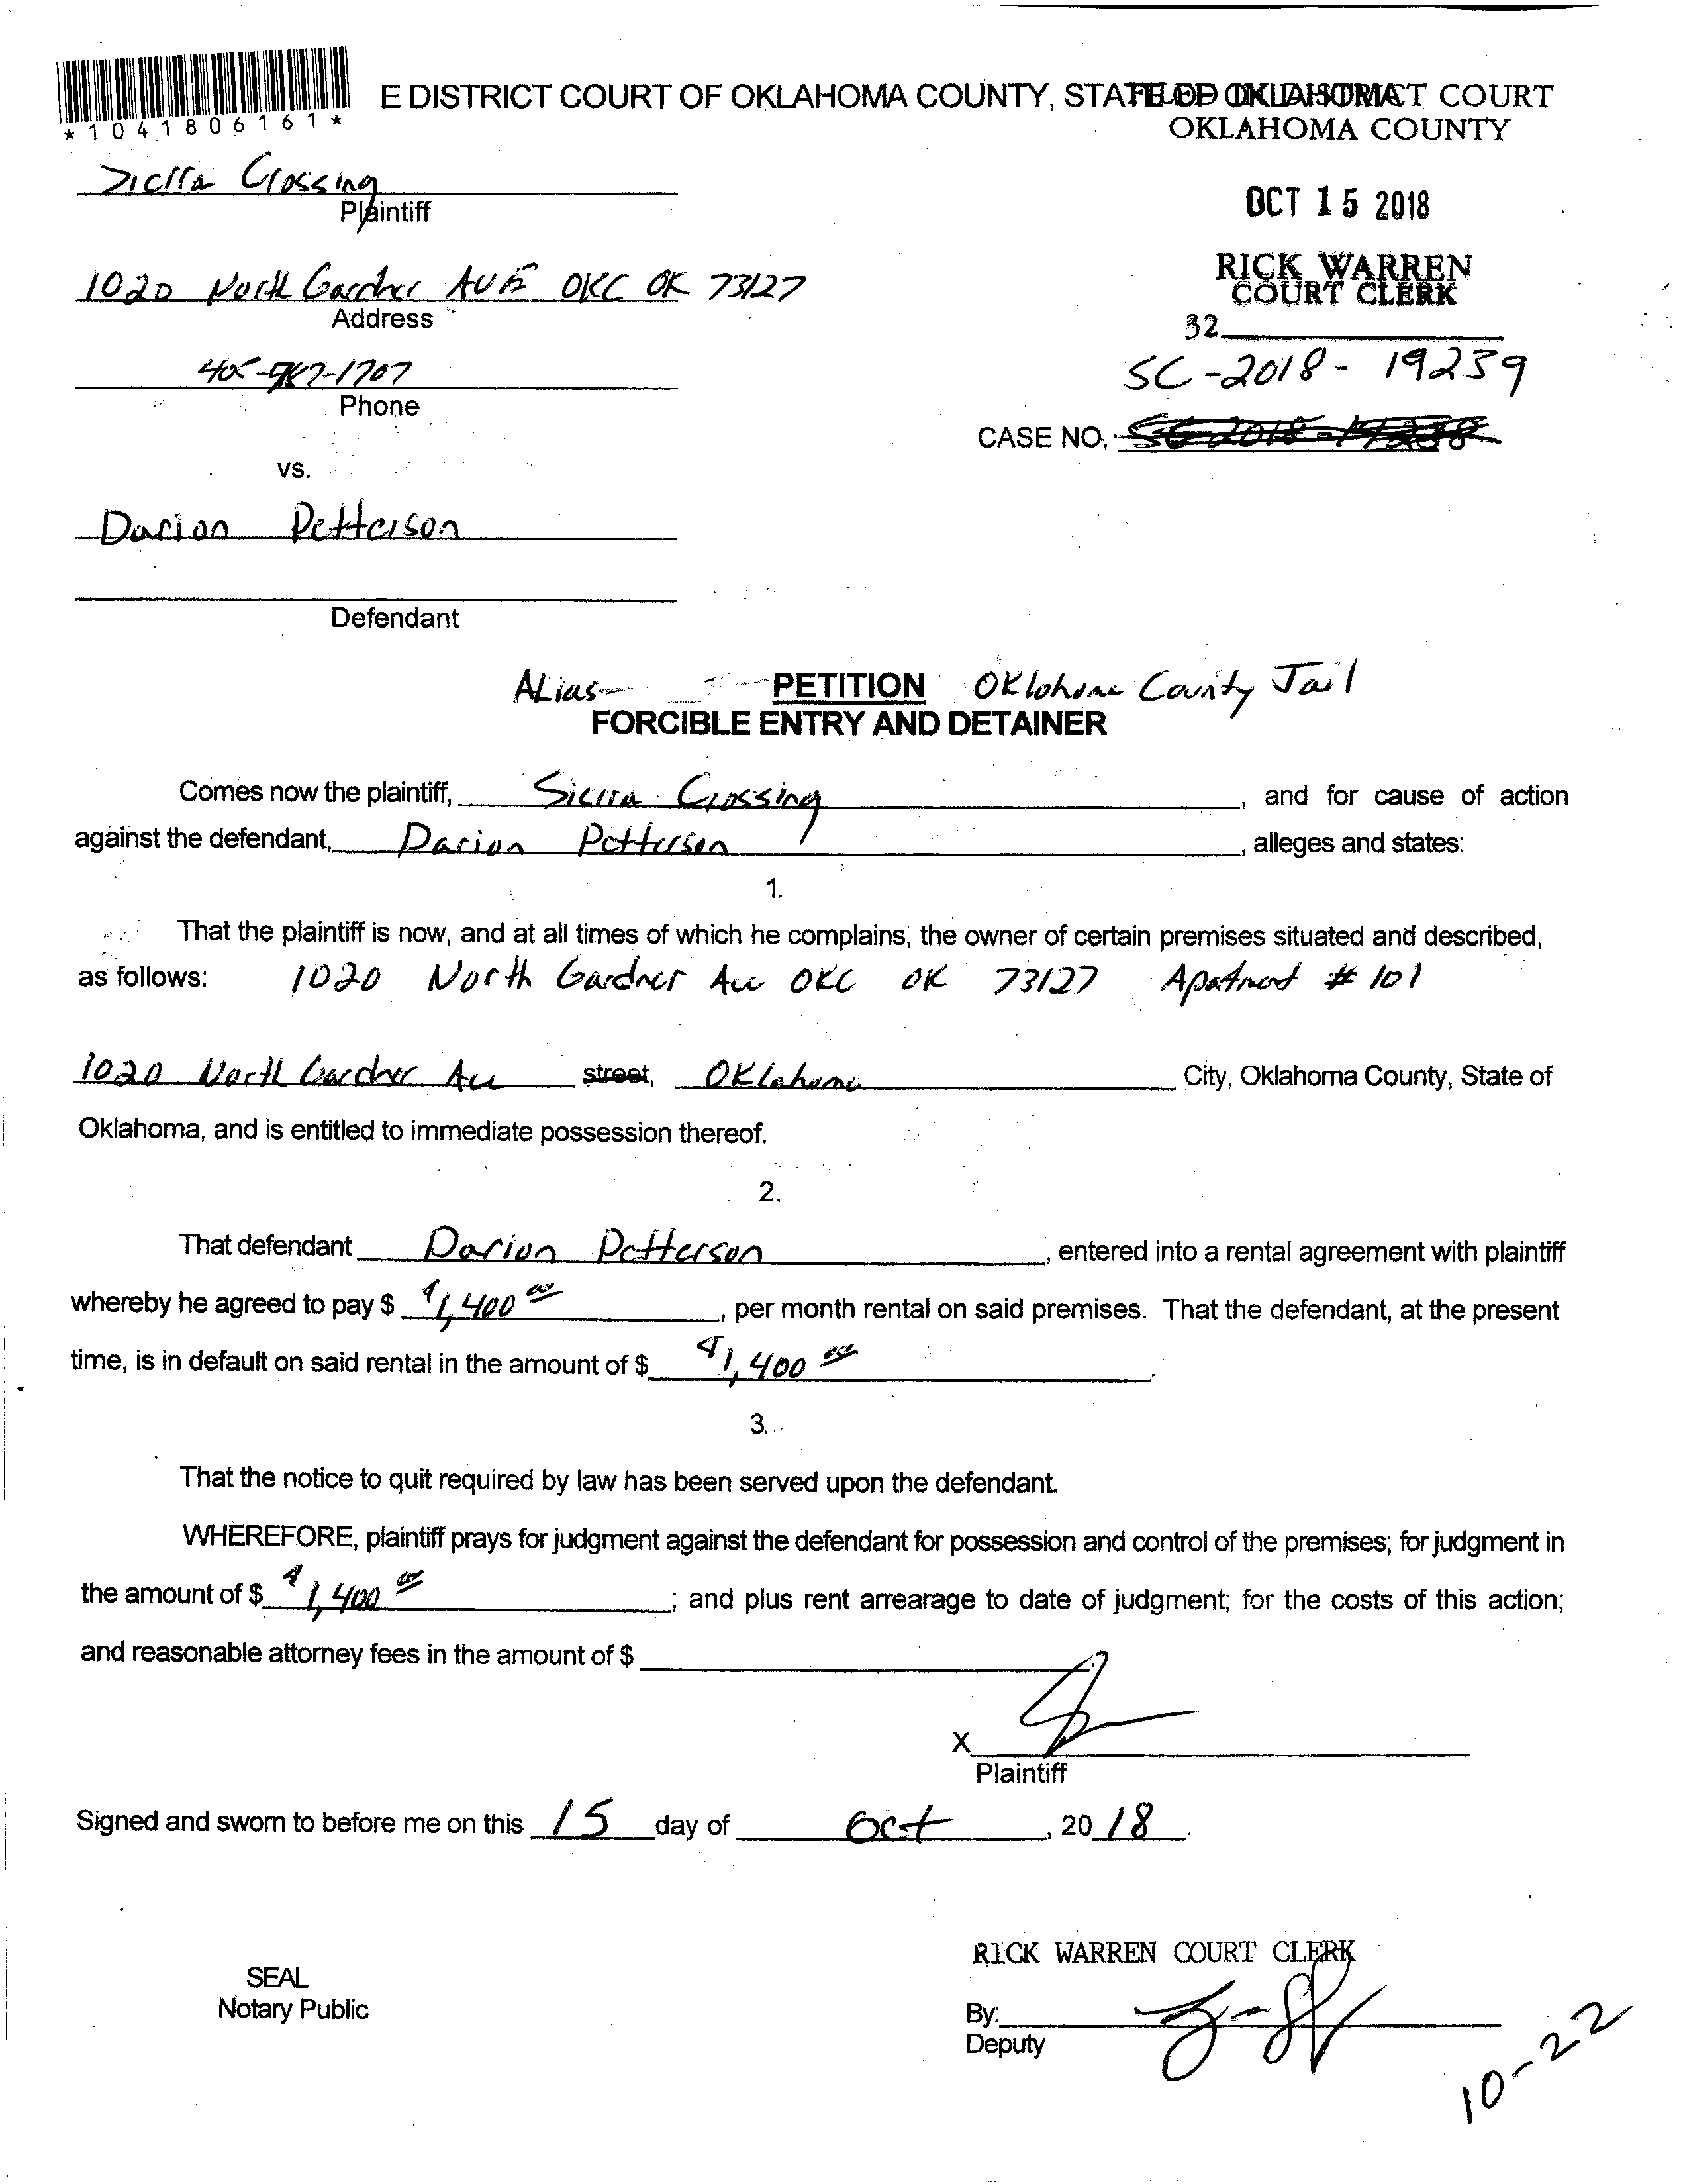 *1041806161*
E DISTRICT COURT OF OKLAHOMA COUNTY, STATE OF OKLAHOMA
FILED IN DISTRICT COURT
OKLAHOMA COUNTY
Sierra Crossing
Plaintiff
OCT 15 2018
RICK WARREN
COURT CLERK
1020 North Gardner AVE OKC OK 73127
Address
32
405-987-1707
Phone
SC-2018-19239
CASE NO. SC-2018-19238
vs.
Darion Petterson
Defendant
ALias PETITION Oklahoma County Jail
FORCIBLE ENTRY AND DETAINER
Comes now the plaintiff, Sierra Crossing, and for cause of action
against the defendant, Darion Petterson, alleges and states:
1.
That the plaintiff is now, and at all times of which he complains, the owner of certain premises situated and described,
as follows: 1020 North Gardner Ave OKC OK 73127 Apatment # 101
1020 North Gardner Ave street, Oklahoma City, Oklahoma County, State of
Oklahoma, and is entitled to immediate possession thereof.
2.
That defendant Darion Patterson, entered into a rental agreement with plaintiff
whereby he agreed to pay $ $1,400 00, per month rental on said premises. That the defendant, at the present
time, is in default on said rental in the amount of $ $1,400 00.
3.
That the notice to quit required by law has been served upon the defendant.
WHEREFORE, plaintiff prays for judgment against the defendant for possession and control of the premises; for judgment in
the amount of $ $1,400 00; and plus rent arrearage to date of judgment; for the costs of this action;
and reasonable attorney fees in the amount of $
X
Plaintiff
Signed and sworn to before me on this 15 day of Oct, 20 18.
RICK WARREN COURT CLERK
SEAL
Notary Public
By:
Deputy
10-22